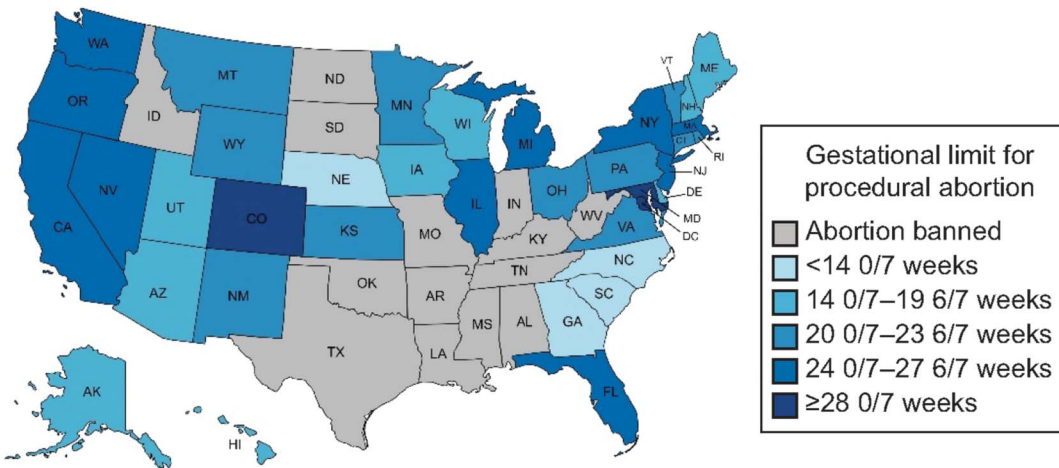 WA
OR
CA
NV
ID
MT
WY
UT
CO
AZ
NM
ND
SD
NE
KS
OK
TX
MN
IA
MO
AR
LA
WI
IL
MI
IN
OH
KY
TN
MS
AL
GA
FL
SC
NC
VA
WV
PA
NY
VT
NH
ME
MA
CT
RI
NJ
DE
MD
DC
AK
HI
Gestational limit for
procedural abortion
Abortion banned
<14 0/7 weeks
14 0/7–19 6/7 weeks
20 0/7–23 6/7 weeks
24 0/7–27 6/7 weeks
≥28 0/7 weeks